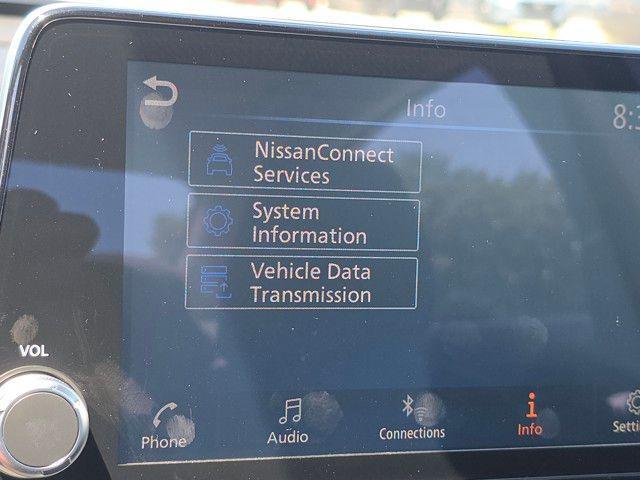 Info
NissanConnect
Services
System
Information
Vehicle Data
Transmission
VOL
Phone
Audio
Connections
Info